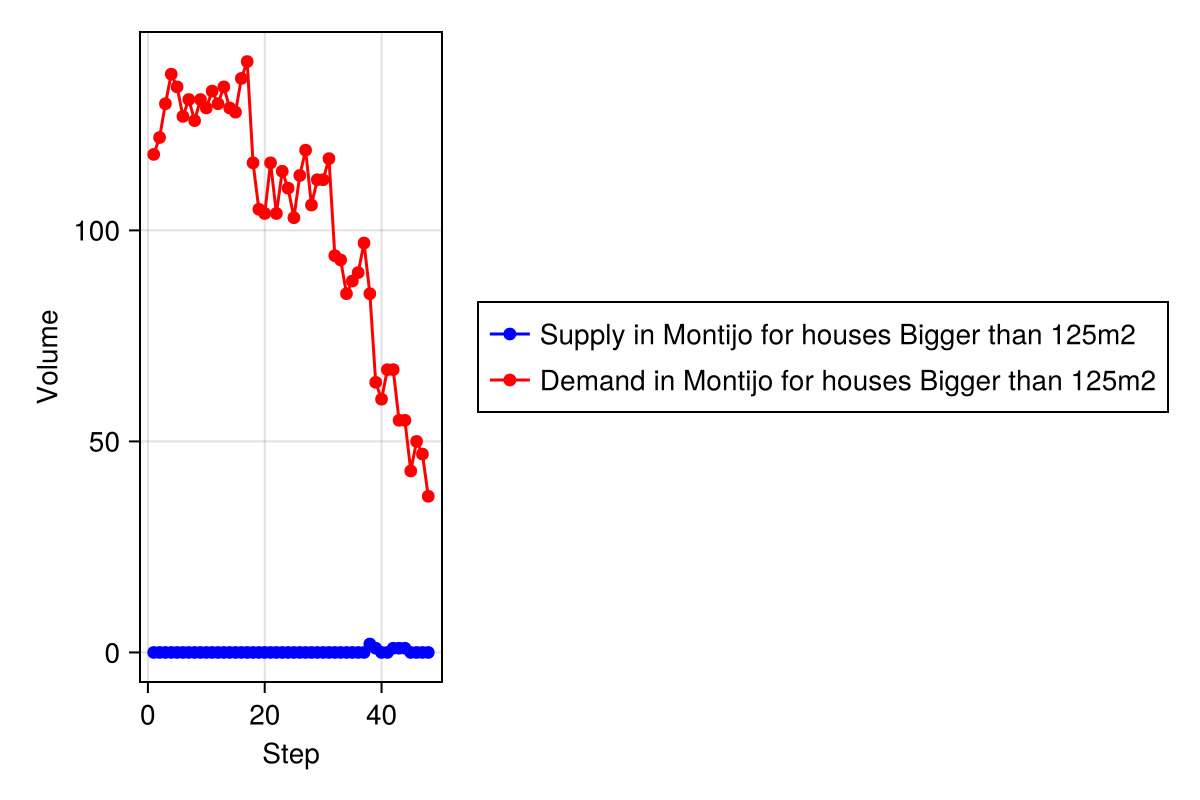 Volume
100
50
0
0 20 40
Step
Supply in Montijo for houses Bigger than 125m2
Demand in Montijo for houses Bigger than 125m2